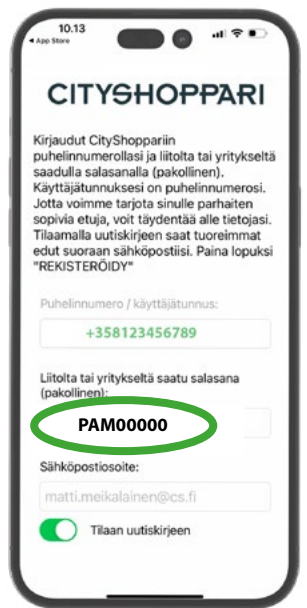 10.13
◀ App Store
CITYSHOPPARI
Kirjaudut CityShoppariin
puhelinnumerollasi ja liitolta tai yritykseltä
saadulla salasanalla (pakollinen).
Käyttäjätunnuksesi on puhelinnumerosi.
Jotta voimme tarjota sinulle parhaiten
sopivia etuja, voit täydentää alle tietojasi.
Tilaamalla uutiskirjeen saat tuoreimmat
edut suoraan sähköpostiisi. Paina lopuksi
"REKISTERÖIDY"
Puhelinnumero / käyttäjätunnus:
+358123456789
Liitolta tai yritykseltä saatu salasana
(pakollinen):
PAM00000
Sähköpostiosoite:
matti.meikalainen@cs.fi
Tilaan uutiskirjeen